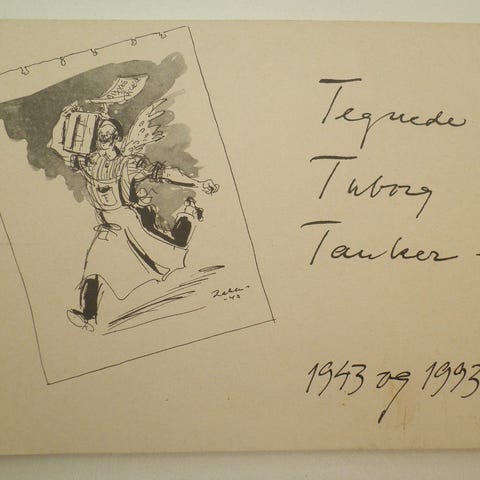 Tegnede
Tuborg
Tanker -
1943 og 1993